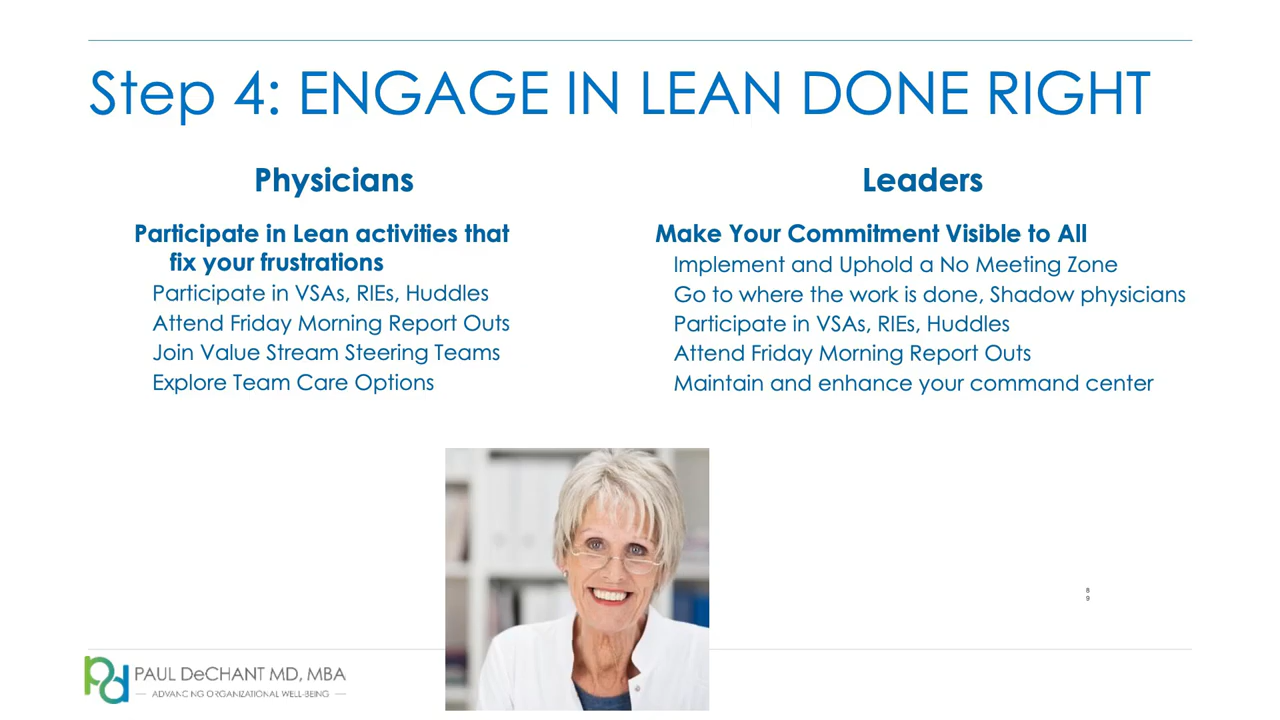 Step 4: ENGAGE IN LEAN DONE RIGHT
Physicians
Participate in Lean activities that
fix your frustrations
Participate in VSAs, RIEs, Huddles
Attend Friday Morning Report Outs
Join Value Stream Steering Teams
Explore Team Care Options
Leaders
Make Your Commitment Visible to All
Implement and Uphold a No Meeting Zone
Go to where the work is done, Shadow physicians
Participate in VSAs, RIEs, Huddles
Attend Friday Morning Report Outs
Maintain and enhance your command center
8
9
pd
PAUL DeCHANT MD, MBA
ADVANCING ORGANIZATIONAL WELL-BEING